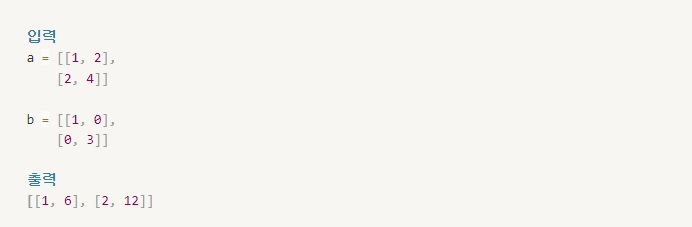 입력
a = [[1, 2],
    [2, 4]]
b = [[1, 0],
    [0, 3]]
출력
[[1, 6], [2, 12]]